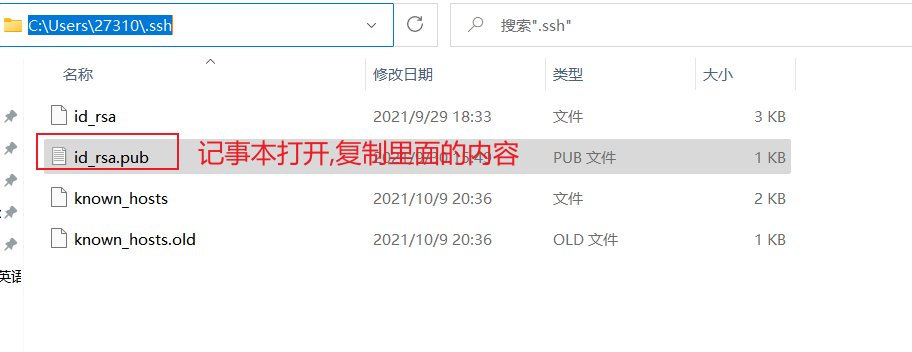 C:\Users\27310\.ssh
搜索".ssh"
名称 修改日期 类型 大小
id_rsa 2021/9/29 18:33 文件 3 KB
id_rsa.pub 记事本打开,复制里面的内容 PUB 文件 1 KB
known_hosts 2021/10/9 20:36 文件 2 KB
known_hosts.old 2021/10/9 20:36 OLD 文件 1 KB
英语